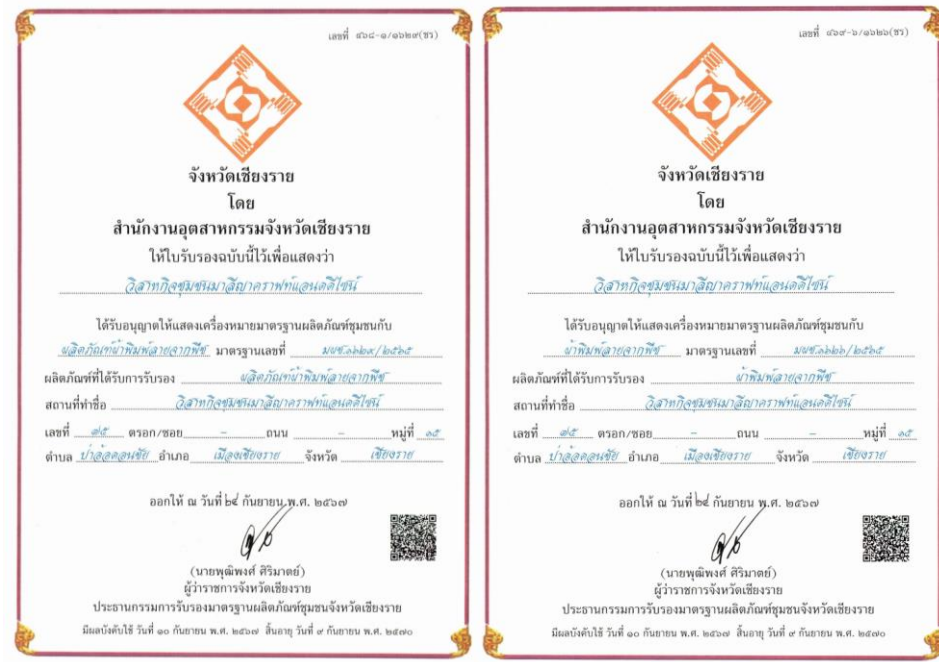 เลขที่ ๔๖๘-๑/๑๖๒๙(ชร)
จังหวัดเชียงราย
โดย
สำนักงานอุตสาหกรรมจังหวัดเชียงราย
ให้ใบรับรองฉบับนี้ไว้เพื่อแสดงว่า
วิสาหกิจชุมชนมาลีญาคราฟท์แอนด์ดีไซน์
ได้รับอนุญาตให้แสดงเครื่องหมายมาตรฐานผลิตภัณฑ์ชุมชนกับ
ผลิตภัณฑ์ผ้าพิมพ์ลายจากพืช มาตรฐานเลขที่ มผช.๑๖๒๙/๒๕๖๕
ผลิตภัณฑ์ที่ได้รับการรับรอง ผลิตภัณฑ์ผ้าพิมพ์ลายจากพืช
สถานที่ทำชื่อ วิสาหกิจชุมชนมาลีญาคราฟท์แอนด์ดีไซน์
เลขที่ ๗๕ ตรอก/ซอย - ถนน - หมู่ที่ ๑๕
ตำบล ป่าอ้อดอนชัย อำเภอ เมืองเชียงราย จังหวัด เชียงราย
ออกให้ ณ วันที่ ๒๔ กันยายน พ.ศ. ๒๕๖๗
(นายพุฒิพงศ์ ศิริมาตย์)
ผู้ว่าราชการจังหวัดเชียงราย
ประธานกรรมการรับรองมาตรฐานผลิตภัณฑ์ชุมชนจังหวัดเชียงราย
มีผลบังคับใช้ วันที่ ๑๐ กันยายน พ.ศ. ๒๕๖๗ สิ้นอายุ วันที่ ๙ กันยายน พ.ศ. ๒๕๗๐
เลขที่ ๔๖๙-๖/๑๖๒๖(ชร)
จังหวัดเชียงราย
โดย
สำนักงานอุตสาหกรรมจังหวัดเชียงราย
ให้ใบรับรองฉบับนี้ไว้เพื่อแสดงว่า
วิสาหกิจชุมชนมาลีญาคราฟท์แอนด์ดีไซน์
ได้รับอนุญาตให้แสดงเครื่องหมายมาตรฐานผลิตภัณฑ์ชุมชนกับ
ผ้าพิมพ์ลายจากพืช มาตรฐานเลขที่ มผช.๑๖๒๖/๒๕๖๕
ผลิตภัณฑ์ที่ได้รับการรับรอง ผ้าพิมพ์ลายจากพืช
สถานที่ทำชื่อ วิสาหกิจชุมชนมาลีญาคราฟท์แอนด์ดีไซน์
เลขที่ ๗๕ ตรอก/ซอย - ถนน - หมู่ที่ ๑๕
ตำบล ป่าอ้อดอนชัย อำเภอ เมืองเชียงราย จังหวัด เชียงราย
ออกให้ ณ วันที่ ๒๔ กันยายน พ.ศ. ๒๕๖๗
(นายพุฒิพงศ์ ศิริมาตย์)
ผู้ว่าราชการจังหวัดเชียงราย
ประธานกรรมการรับรองมาตรฐานผลิตภัณฑ์ชุมชนจังหวัดเชียงราย
มีผลบังคับใช้ วันที่ ๑๐ กันยายน พ.ศ. ๒๕๖๗ สิ้นอายุ วันที่ ๙ กันยายน พ.ศ. ๒๕๗๐